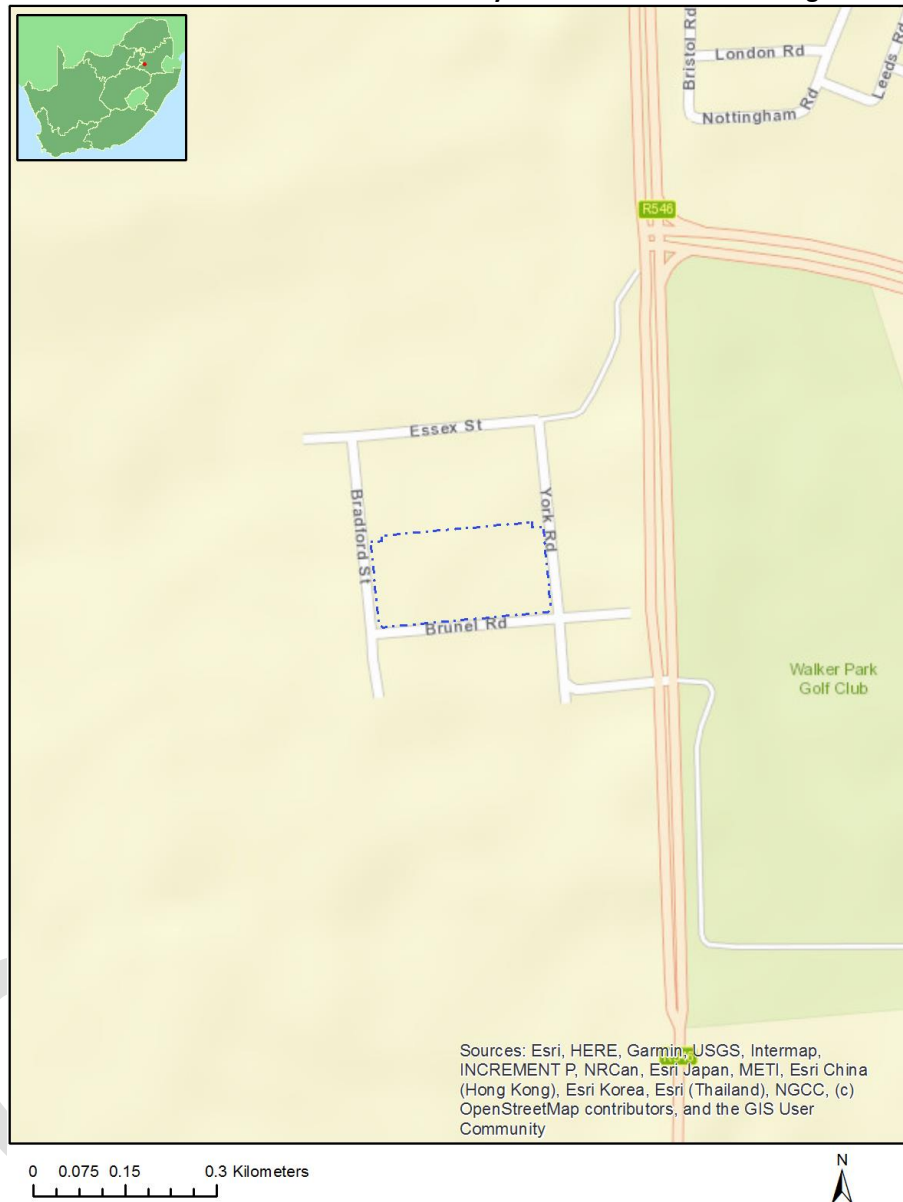 London Rd
Bristol Rd
Leeds Rd
Nottingham Rd
R546
Essex St
Bradford St
York Rd
Brunel Rd
Walker Park
Golf Club
Sources: Esri, HERE, Garmin, USGS, Intermap,
INCREMENT P, NRCan, Esri Japan, METI, Esri China
(Hong Kong), Esri Korea, Esri (Thailand), NGCC, (c)
OpenStreetMap contributors, and the GIS User
Community
0 0.075 0.15 0.3 Kilometers
N